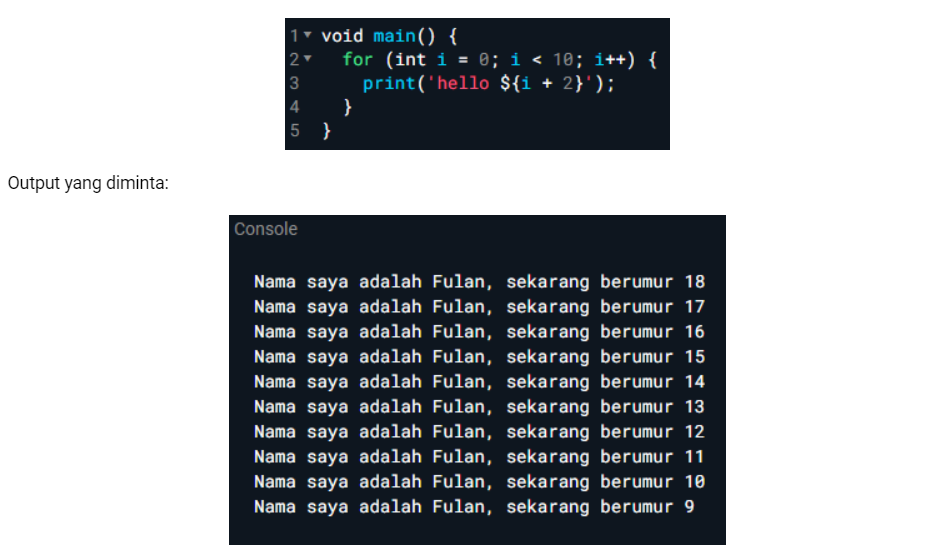 1 void main() {
2 for (int i = 0; i < 10; i++) {
3 print('hello ${i + 2}');
4 }
5 }
Output yang diminta:
Console
Nama saya adalah Fulan, sekarang berumur 18
Nama saya adalah Fulan, sekarang berumur 17
Nama saya adalah Fulan, sekarang berumur 16
Nama saya adalah Fulan, sekarang berumur 15
Nama saya adalah Fulan, sekarang berumur 14
Nama saya adalah Fulan, sekarang berumur 13
Nama saya adalah Fulan, sekarang berumur 12
Nama saya adalah Fulan, sekarang berumur 11
Nama saya adalah Fulan, sekarang berumur 10
Nama saya adalah Fulan, sekarang berumur 9